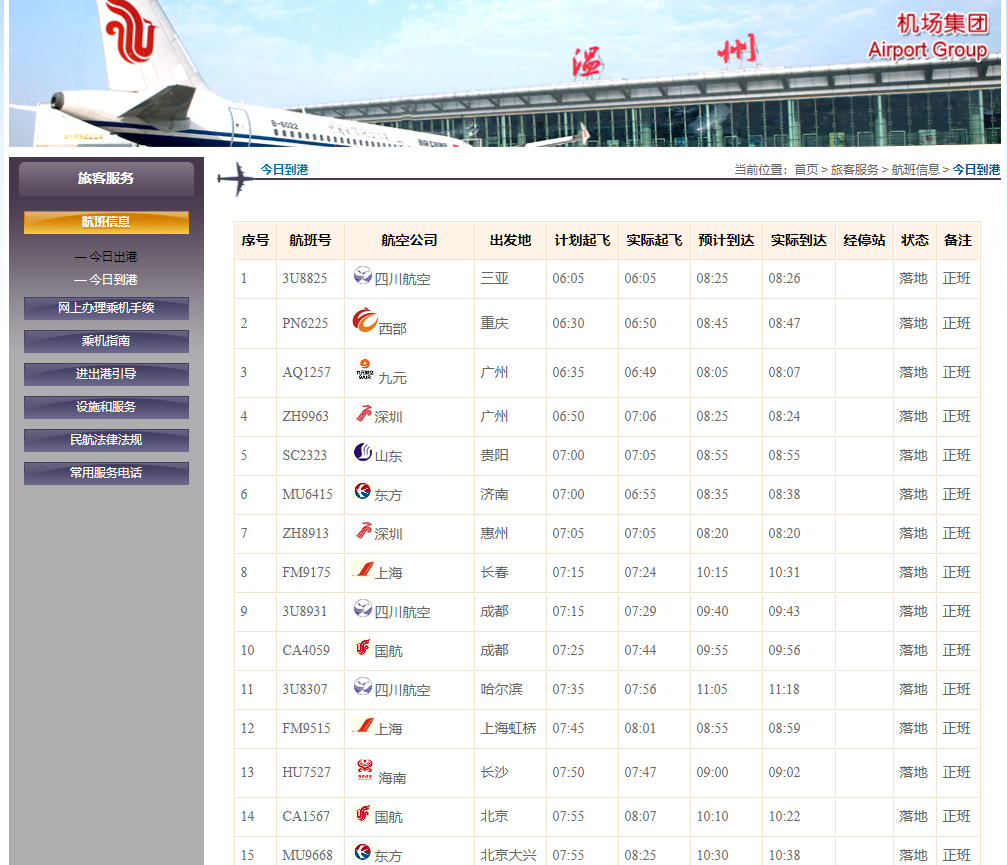 机场集团
温 州
Airport Group
B-6022
旅客服务
今日到港
当前位置：首页 > 旅客服务 > 航班信息 > 今日到港
航班信息
— 今日出港
— 今日到港
网上办理乘机手续
乘机指南
进出港引导
设施和服务
民航法律法规
常用服务电话
序号 航班号 航空公司 出发地 计划起飞 实际起飞 预计到达 实际到达 经停站 状态 备注
1 3U8825 四川航空 三亚 06:05 06:05 08:25 08:26 落地 正班
2 PN6225 西部 重庆 06:30 06:50 08:45 08:47 落地 正班
3 AQ1257 九元 广州 06:35 06:49 08:05 08:07 落地 正班
4 ZH9963 深圳 广州 06:50 07:06 08:25 08:24 落地 正班
5 SC2323 山东 贵阳 07:00 07:05 08:55 08:55 落地 正班
6 MU6415 东方 济南 07:00 06:55 08:35 08:38 落地 正班
7 ZH8913 深圳 惠州 07:05 07:05 08:20 08:20 落地 正班
8 FM9175 上海 长春 07:15 07:24 10:15 10:31 落地 正班
9 3U8931 四川航空 成都 07:15 07:29 09:40 09:43 落地 正班
10 CA4059 国航 成都 07:25 07:44 09:55 09:56 落地 正班
11 3U8307 四川航空 哈尔滨 07:35 07:56 11:05 11:18 落地 正班
12 FM9515 上海 上海虹桥 07:45 08:01 08:55 08:59 落地 正班
13 HU7527 海南 长沙 07:50 07:47 09:00 09:02 落地 正班
14 CA1567 国航 北京 07:55 08:07 10:10 10:22 落地 正班
15 MU9668 东方 北京大兴 07:55 08:25 10:30 10:38 落地 正班